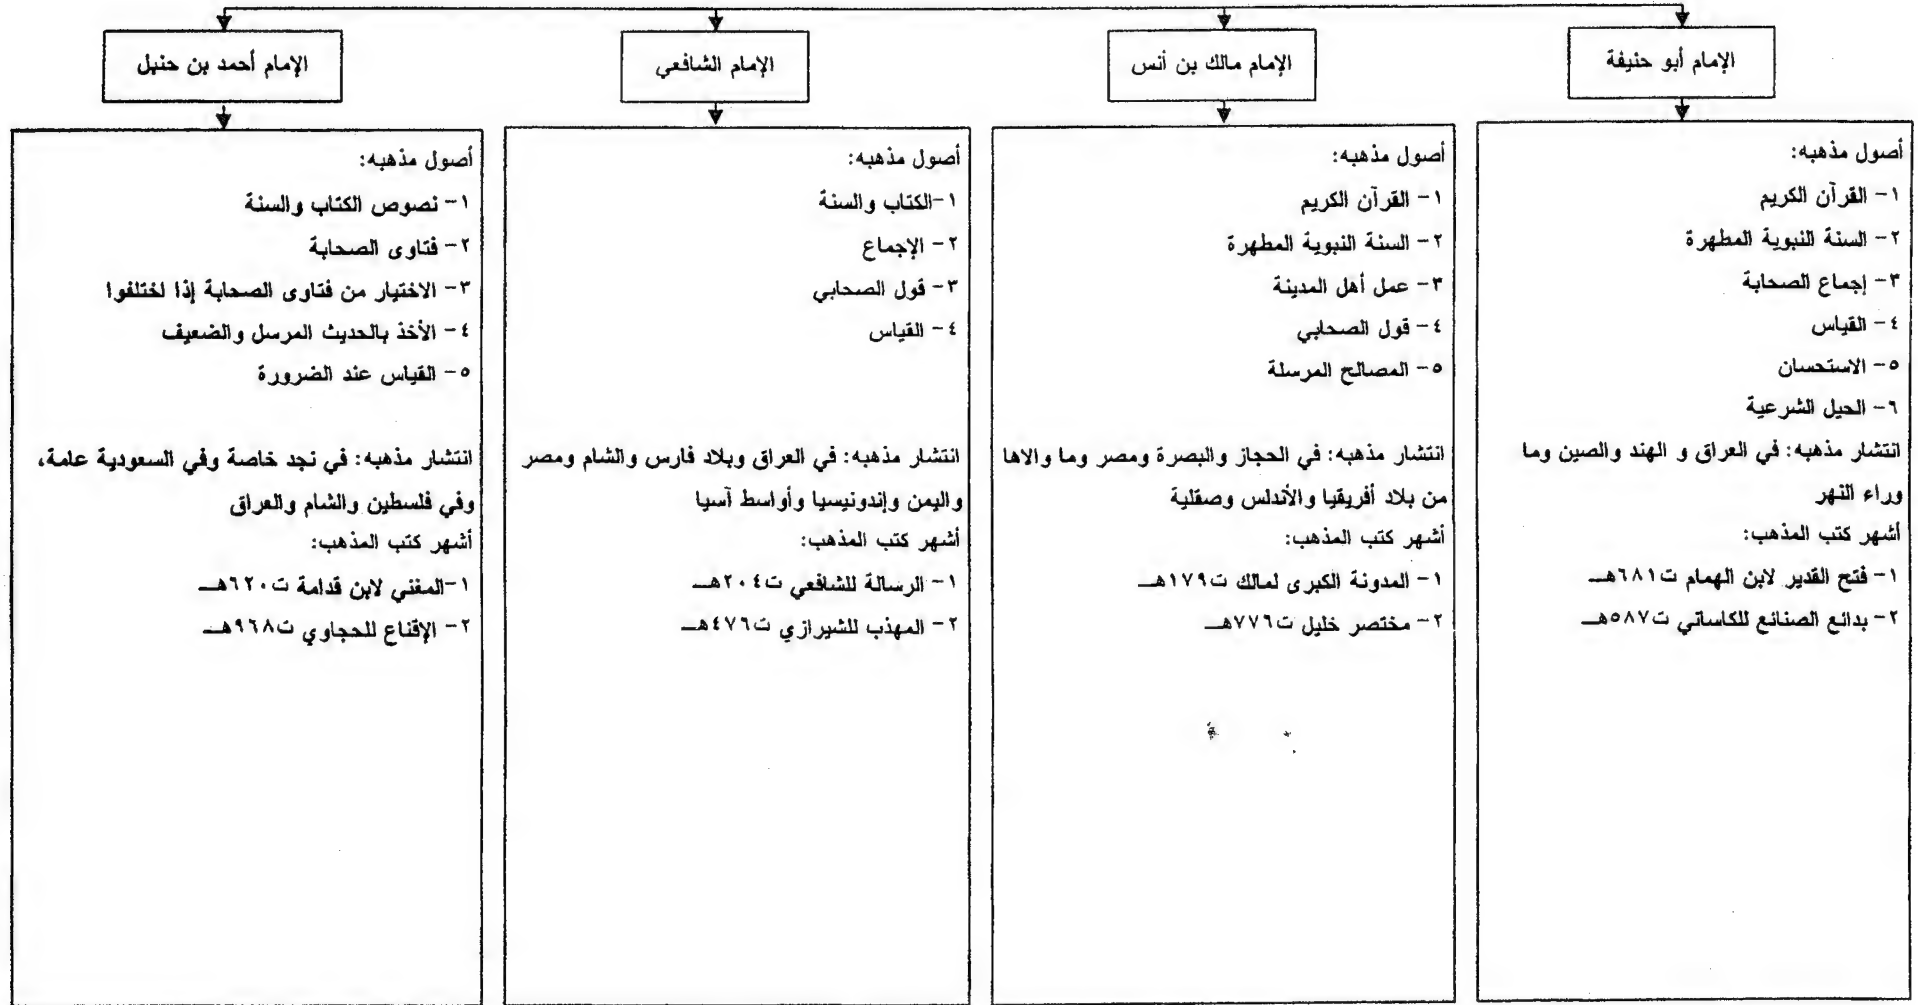 الإمام أبو حنيفة
أصول مذهبه:
١- القرآن الكريم
٢- السنة النبوية المطهرة
٣- إجماع الصحابة
٤- القياس
٥- الاستحسان
٦- الحيل الشرعية
انتشار مذهبه: في العراق و الهند والصين وما
وراء النهر
أشهر كتب المذهب:
١- فتح القدير لابن الهمام ت٦٨١هـ
٢- بدائع الصنائع للكاساني ت٥٨٧هـ
الإمام مالك بن أنس
أصول مذهبه:
١- القرآن الكريم
٢- السنة النبوية المطهرة
٣- عمل أهل المدينة
٤- قول الصحابي
٥- المصالح المرسلة
انتشار مذهبه: في الحجاز والبصرة ومصر وما والاها
من بلاد أفريقيا والأندلس وصقلية
أشهر كتب المذهب:
١- المدونة الكبرى لمالك ت١٧٩هـ
٢- مختصر خليل ت٧٧٦هـ
الإمام الشافعي
أصول مذهبه:
١-الكتاب والسنة
٢- الإجماع
٣- قول الصحابي
٤- القياس
انتشار مذهبه: في العراق وبلاد فارس والشام ومصر
واليمن وإندونيسيا وأواسط آسيا
أشهر كتب المذهب:
١- الرسالة للشافعي ت٢٠٤هـ
٢- المهذب للشيرازي ت٤٧٦هـ
الإمام أحمد بن حنبل
أصول مذهبه:
١- نصوص الكتاب والسنة
٢- فتاوى الصحابة
٣- الاختيار من فتاوى الصحابة إذا اختلفوا
٤- الأخذ بالحديث المرسل والضعيف
٥- القياس عند الضرورة
انتشار مذهبه: في نجد خاصة وفي السعودية عامة،
وفي فلسطين والشام والعراق
أشهر كتب المذهب:
١-المغني لابن قدامة ت٦٢٠هـ
٢- الإقناع للحجاوي ت٩٦٨هـ